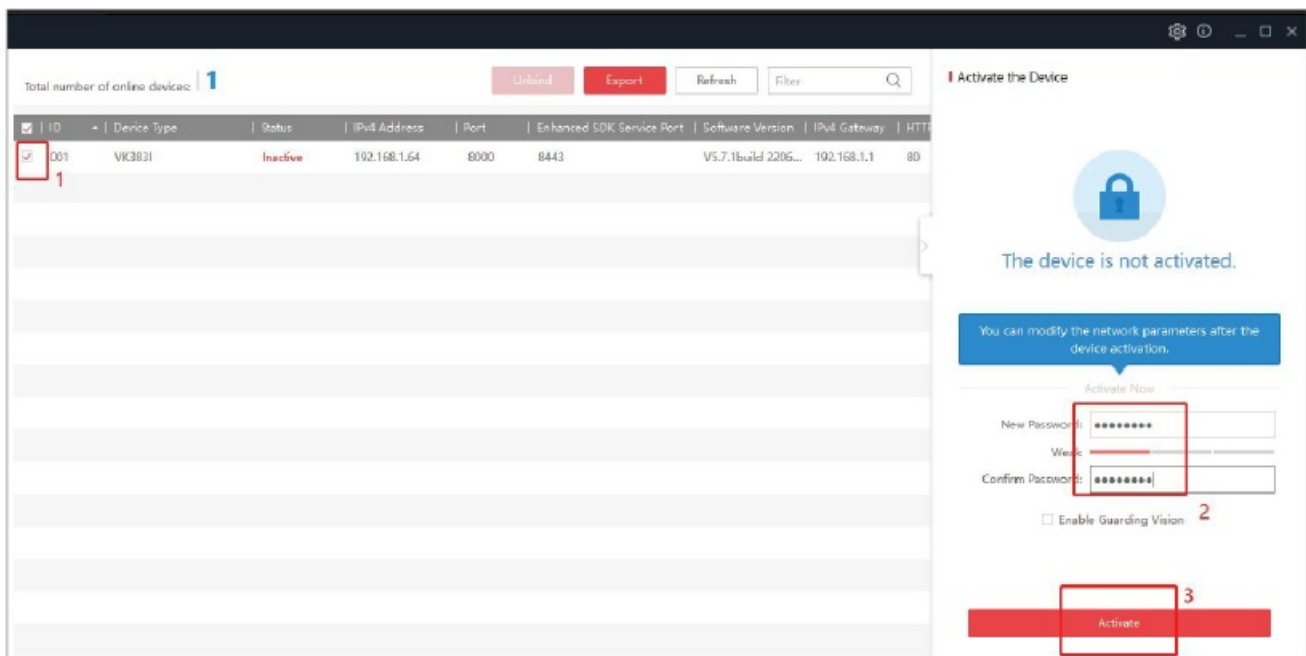 Total number of online devices: 1
Unbind
Export
Refresh
Filter
Activate the Device
ID
Device Type
Status
IPv4 Address
Port
Enhanced SDK Service Port
Software Version
IPv4 Gateway
HTTP
001
VK383I
Inactive
192.168.1.64
8000
8443
V5.7.1build 2206...
192.168.1.1
80
1
The device is not activated.
You can modify the network parameters after the
device activation.
Activate Now
New Password:
Weak
Confirm Password:
Enable Guarding Vision
2
3
Activate